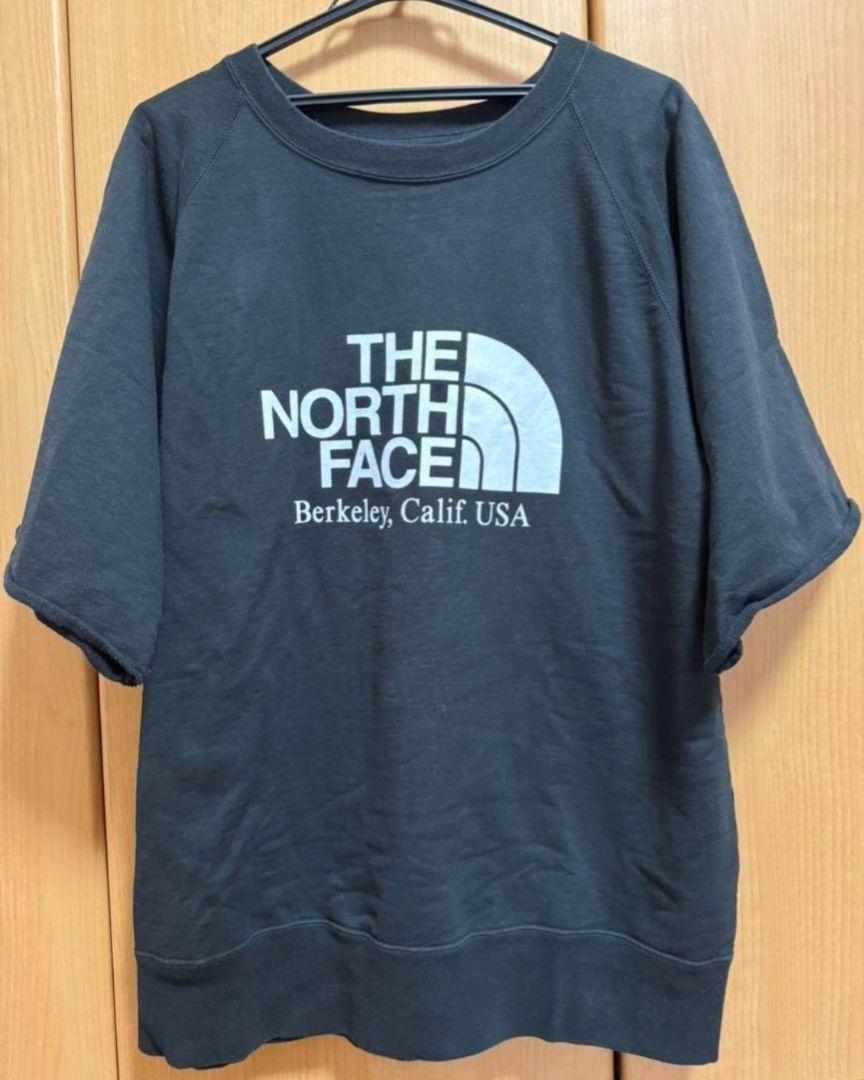 THE
NORTH
FACE
Berkeley, Calif. USA